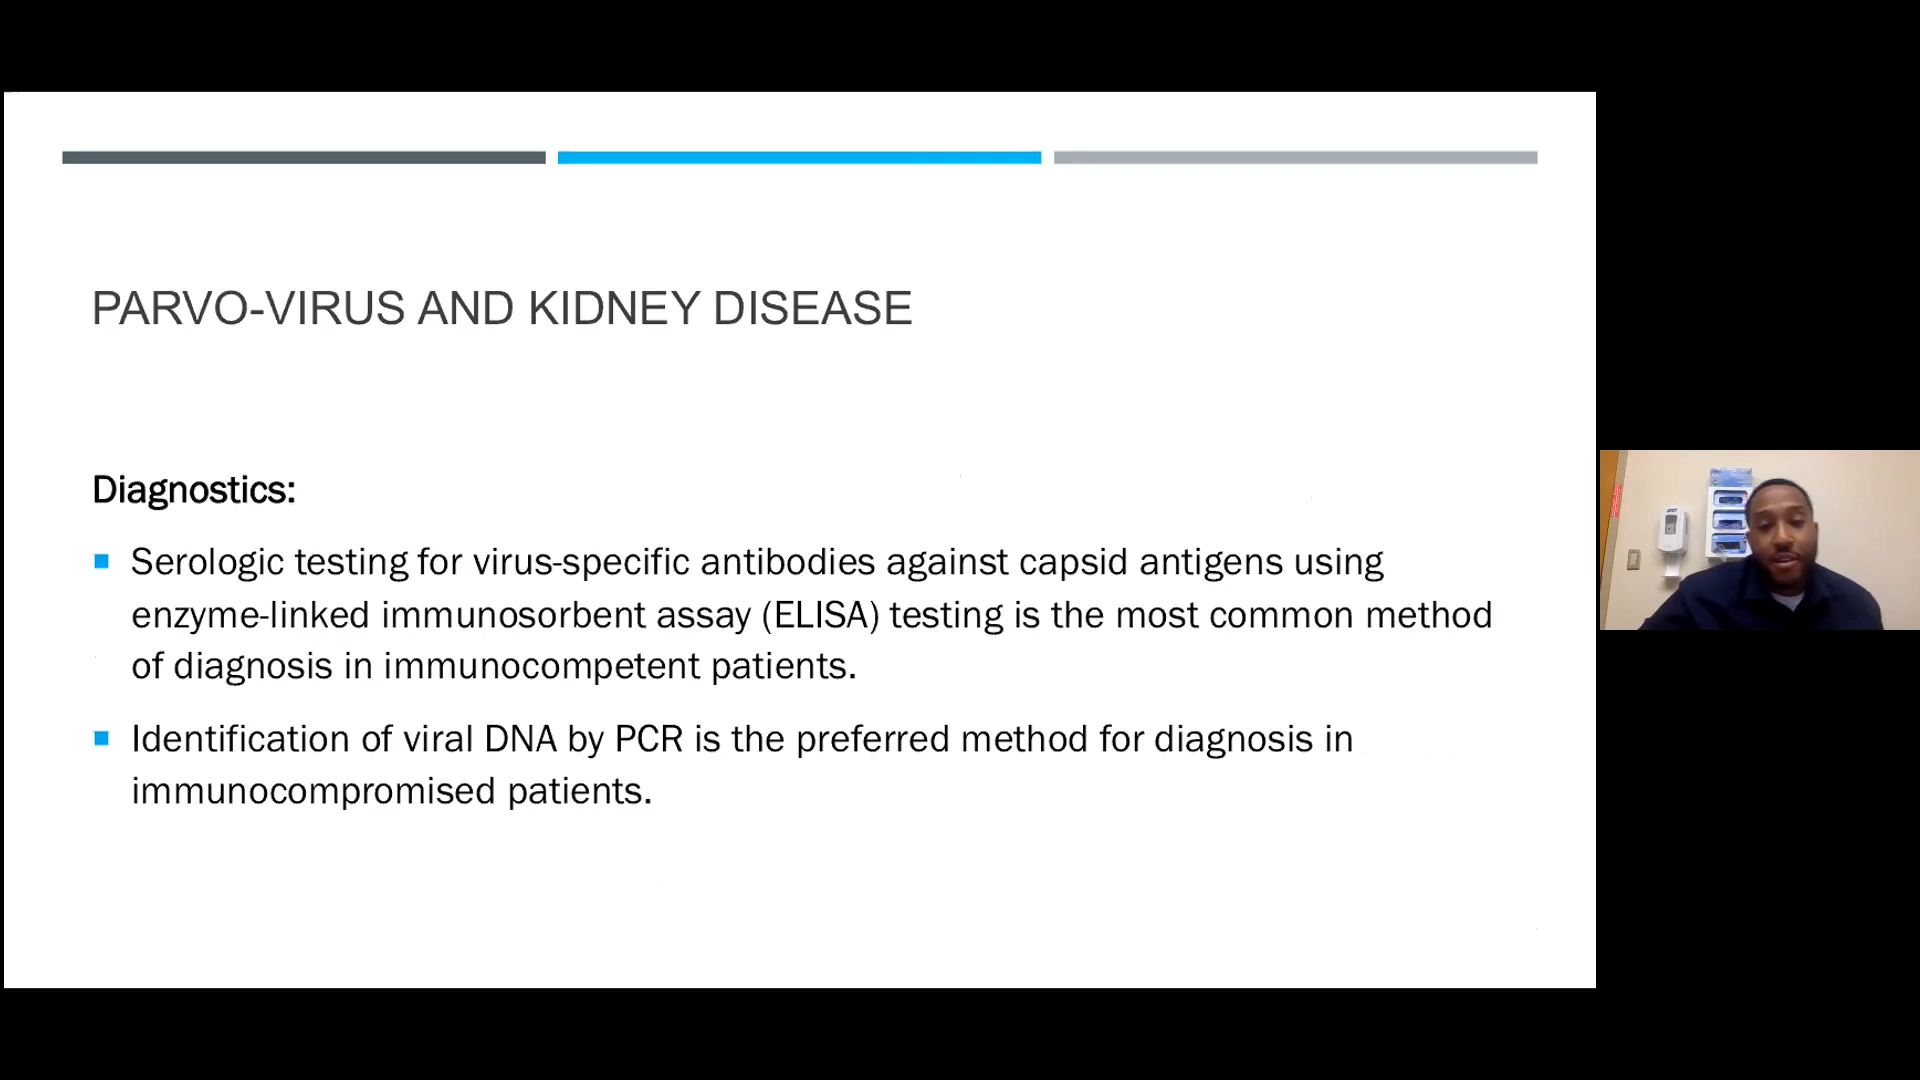 PARVO-VIRUS AND KIDNEY DISEASE
Diagnostics:
Serologic testing for virus-specific antibodies against capsid antigens using
enzyme-linked immunosorbent assay (ELISA) testing is the most common method
of diagnosis in immunocompetent patients.
Identification of viral DNA by PCR is the preferred method for diagnosis in
immunocompromised patients.